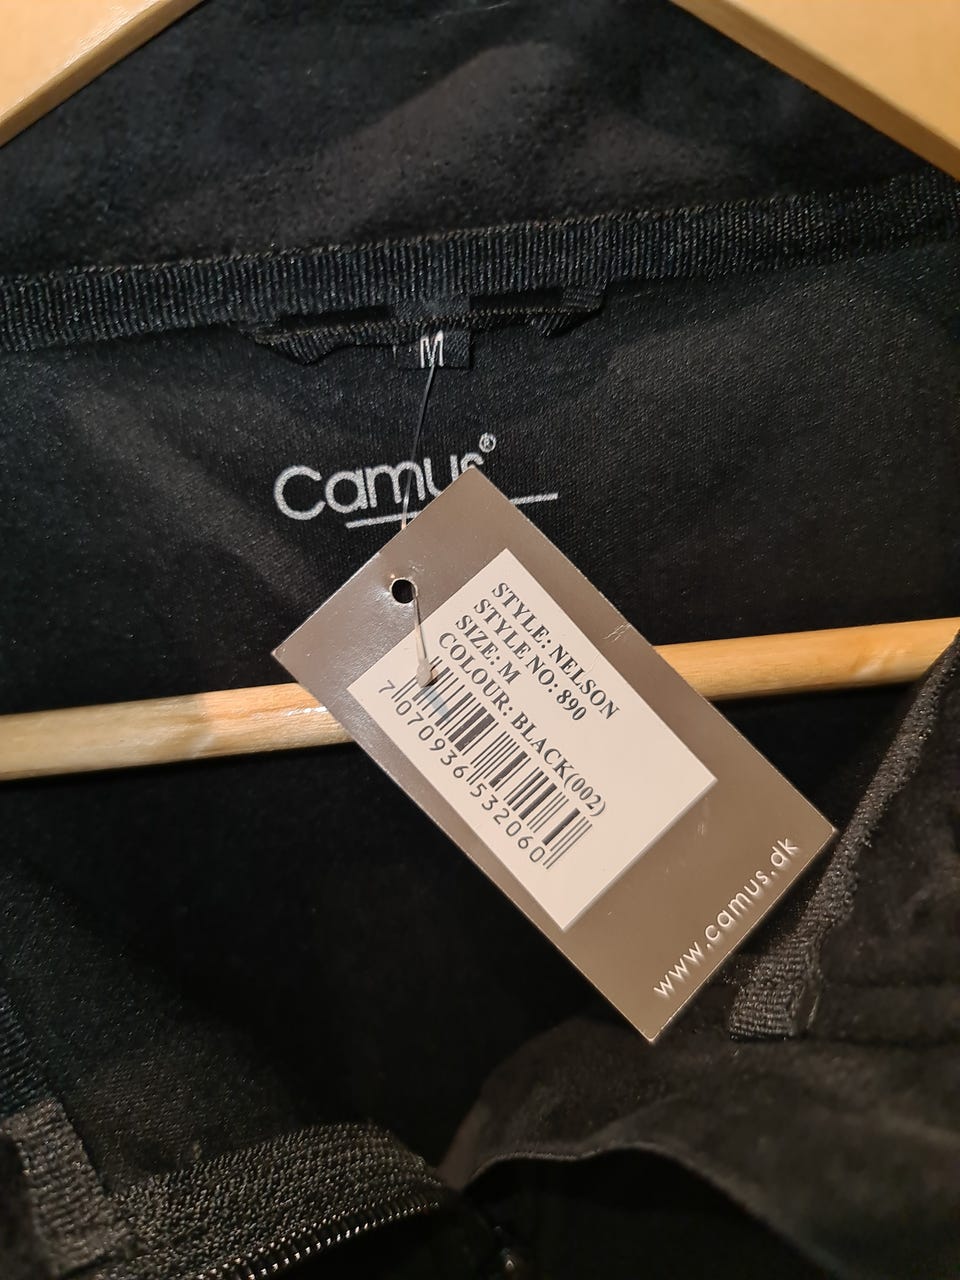 M
Camus®
STYLE: NELSON
STYLE NO: 890
SIZE: M
COLOUR: BLACK(002)
7 070936 532060
www.camus.dk